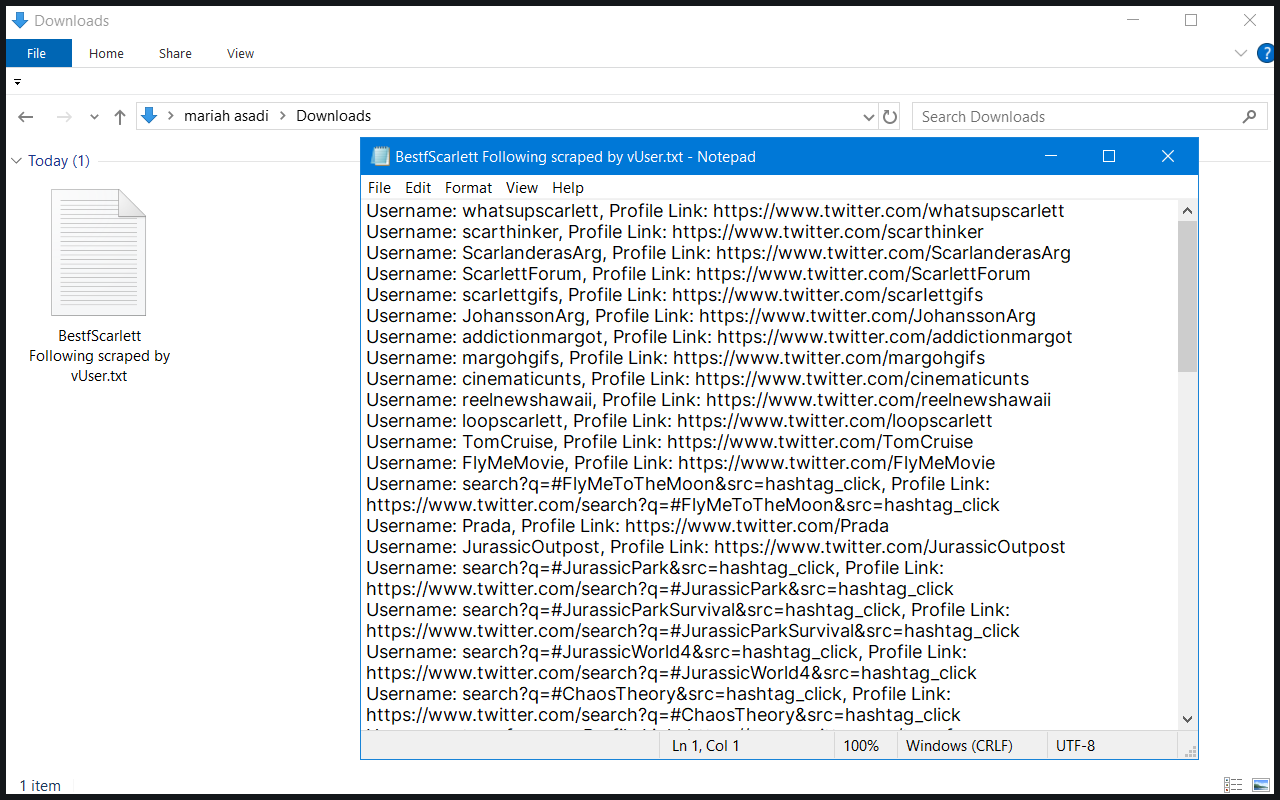 Downloads
File Home Share View
?
mariah asadi Downloads
Search Downloads
Today (1)
BestfScarlett
Following scraped by
vUser.txt
BestfScarlett Following scraped by vUser.txt - Notepad
File Edit Format View Help
Username: whatsupscarlett, Profile Link: https://www.twitter.com/whatsupscarlett
Username: scarthinker, Profile Link: https://www.twitter.com/scarthinker
Username: ScarlanderasArg, Profile Link: https://www.twitter.com/ScarlanderasArg
Username: ScarlettForum, Profile Link: https://www.twitter.com/ScarlettForum
Username: scarlettgifs, Profile Link: https://www.twitter.com/scarlettgifs
Username: JohanssonArg, Profile Link: https://www.twitter.com/JohanssonArg
Username: addictionmargot, Profile Link: https://www.twitter.com/addictionmargot
Username: margohgifs, Profile Link: https://www.twitter.com/margohgifs
Username: cinematicunts, Profile Link: https://www.twitter.com/cinematicunts
Username: reelnewshawaii, Profile Link: https://www.twitter.com/reelnewshawaii
Username: loopscarlett, Profile Link: https://www.twitter.com/loopscarlett
Username: TomCruise, Profile Link: https://www.twitter.com/TomCruise
Username: FlyMeMovie, Profile Link: https://www.twitter.com/FlyMeMovie
Username: search?q=#FlyMeToTheMoon&src=hashtag_click, Profile Link:
https://www.twitter.com/search?q=#FlyMeToTheMoon&src=hashtag_click
Username: Prada, Profile Link: https://www.twitter.com/Prada
Username: JurassicOutpost, Profile Link: https://www.twitter.com/JurassicOutpost
Username: search?q=#JurassicPark&src=hashtag_click, Profile Link:
https://www.twitter.com/search?q=#JurassicPark&src=hashtag_click
Username: search?q=#JurassicParkSurvival&src=hashtag_click, Profile Link:
https://www.twitter.com/search?q=#JurassicParkSurvival&src=hashtag_click
Username: search?q=#JurassicWorld4&src=hashtag_click, Profile Link:
https://www.twitter.com/search?q=#JurassicWorld4&src=hashtag_click
Username: search?q=#ChaosTheory&src=hashtag_click, Profile Link:
https://www.twitter.com/search?q=#ChaosTheory&src=hashtag_click
Ln 1, Col 1 100% Windows (CRLF) UTF-8
1 item